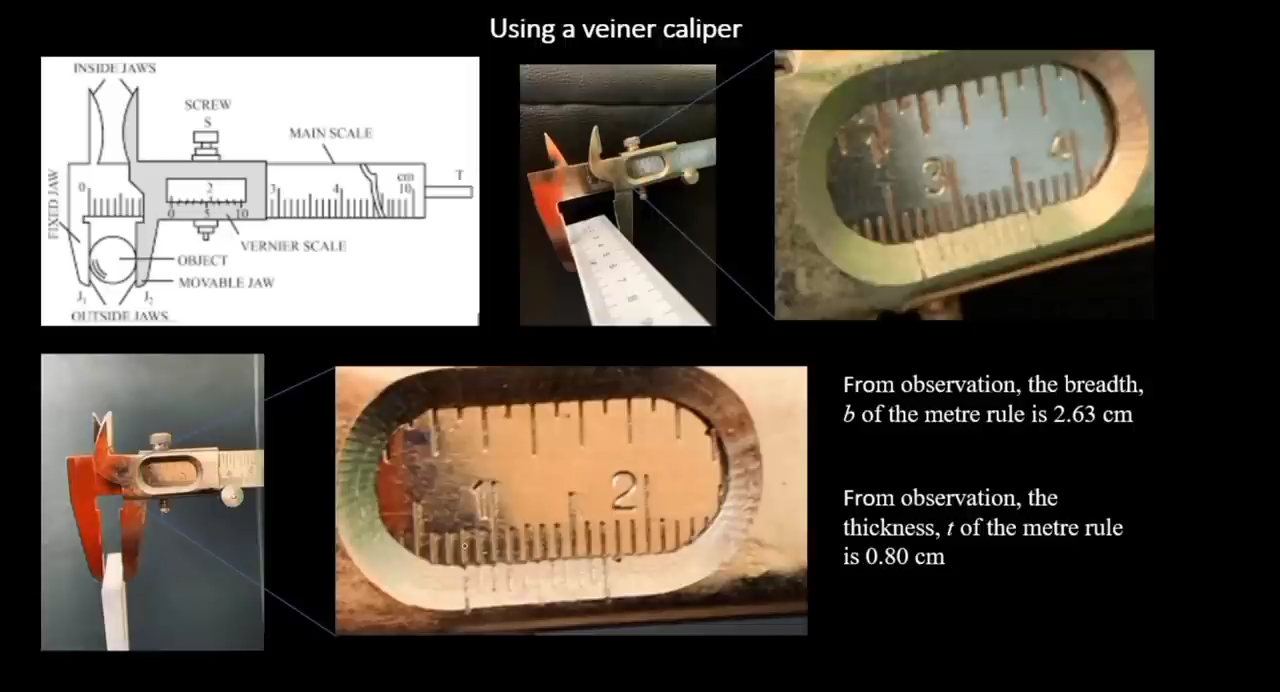 Using a veiner caliper
INSIDE JAWS
SCREW
S
MAIN SCALE
FIXED JAW
0
2
3
4
cm
10
T
0
5
10
VERNIER SCALE
OBJECT
MOVABLE JAW
J₁
J₂
OUTSIDE JAWS
3
4
1
2
From observation, the breadth,
b of the metre rule is 2.63 cm
From observation, the
thickness, t of the metre rule
is 0.80 cm